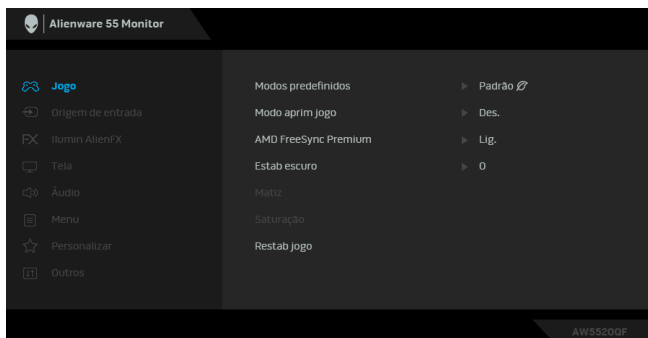 Alienware 55 Monitor
Jogo Modos predefinidos Padrão
Origem de entrada Modo aprim jogo Des.
Ilumin AlienFX AMD FreeSync Premium Lig.
Tela Estab escuro 0
Áudio Matiz
Menu Saturação
Personalizar Restab jogo
Outros
AW5520QF